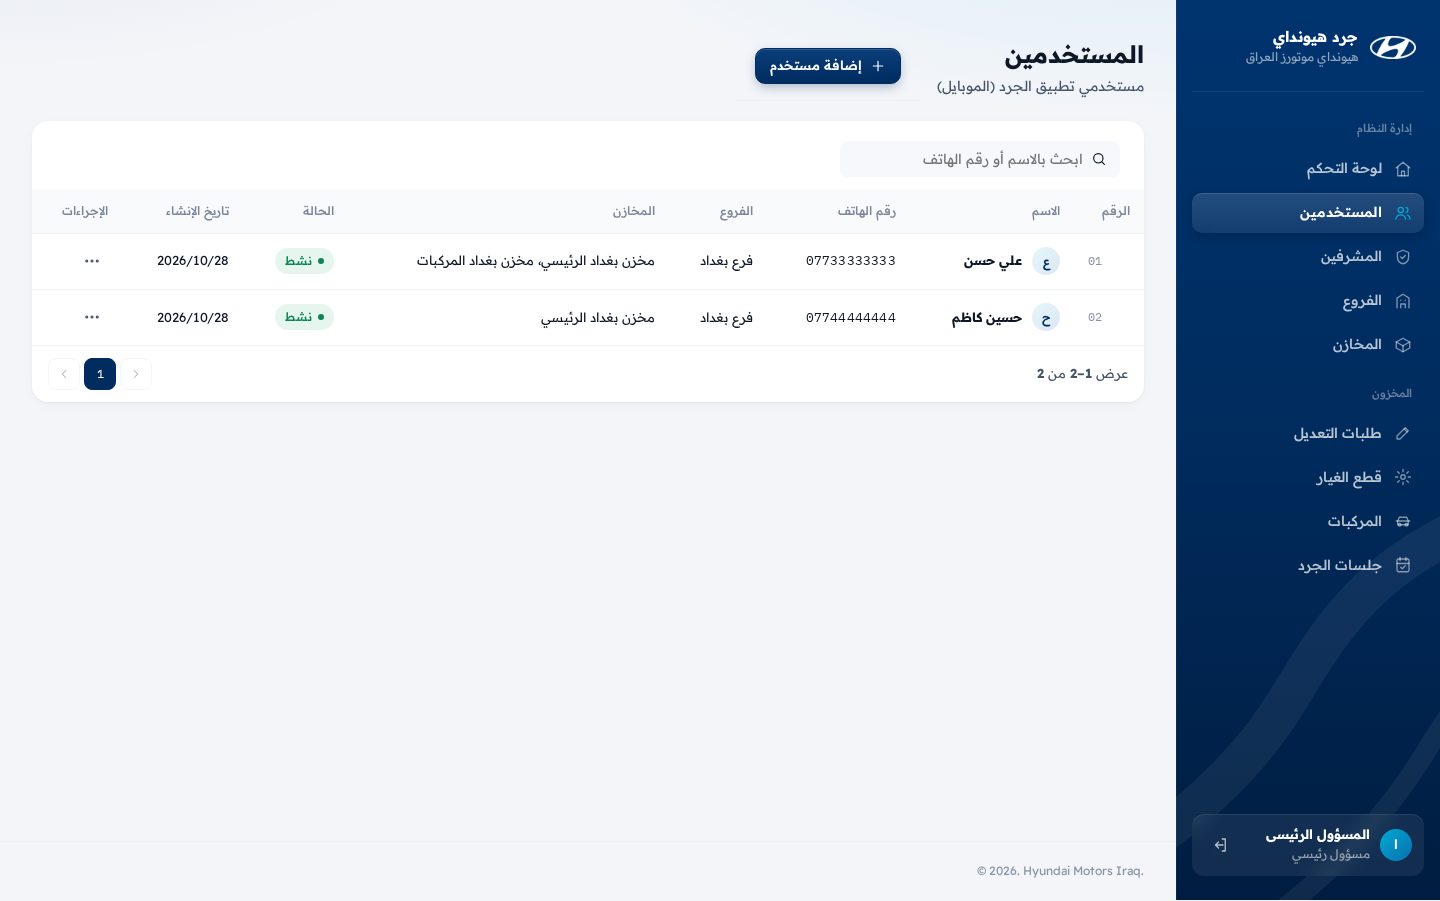 جرد هيونداي
هيونداي موتورز العراق
إدارة النظام
لوحة التحكم
المستخدمين
المشرفين
الفروع
المخازن
المخزون
طلبات التعديل
قطع الغيار
المركبات
جلسات الجرد
ا
المسؤول الرئيسي
مسؤول رئيسي
المستخدمين
مستخدمي تطبيق الجرد (الموبايل)
إضافة مستخدم
ابحث بالاسم أو رقم الهاتف
الرقم الاسم رقم الهاتف الفروع المخازن الحالة تاريخ الإنشاء الإجراءات
01 ع علي حسن 07733333333 فرع بغداد مخزن بغداد الرئيسي، مخزن بغداد المركبات نشط 2026/10/28
02 ح حسين كاظم 07744444444 فرع بغداد مخزن بغداد الرئيسي نشط 2026/10/28
عرض 1–2 من 2
1
© 2026. Hyundai Motors Iraq.